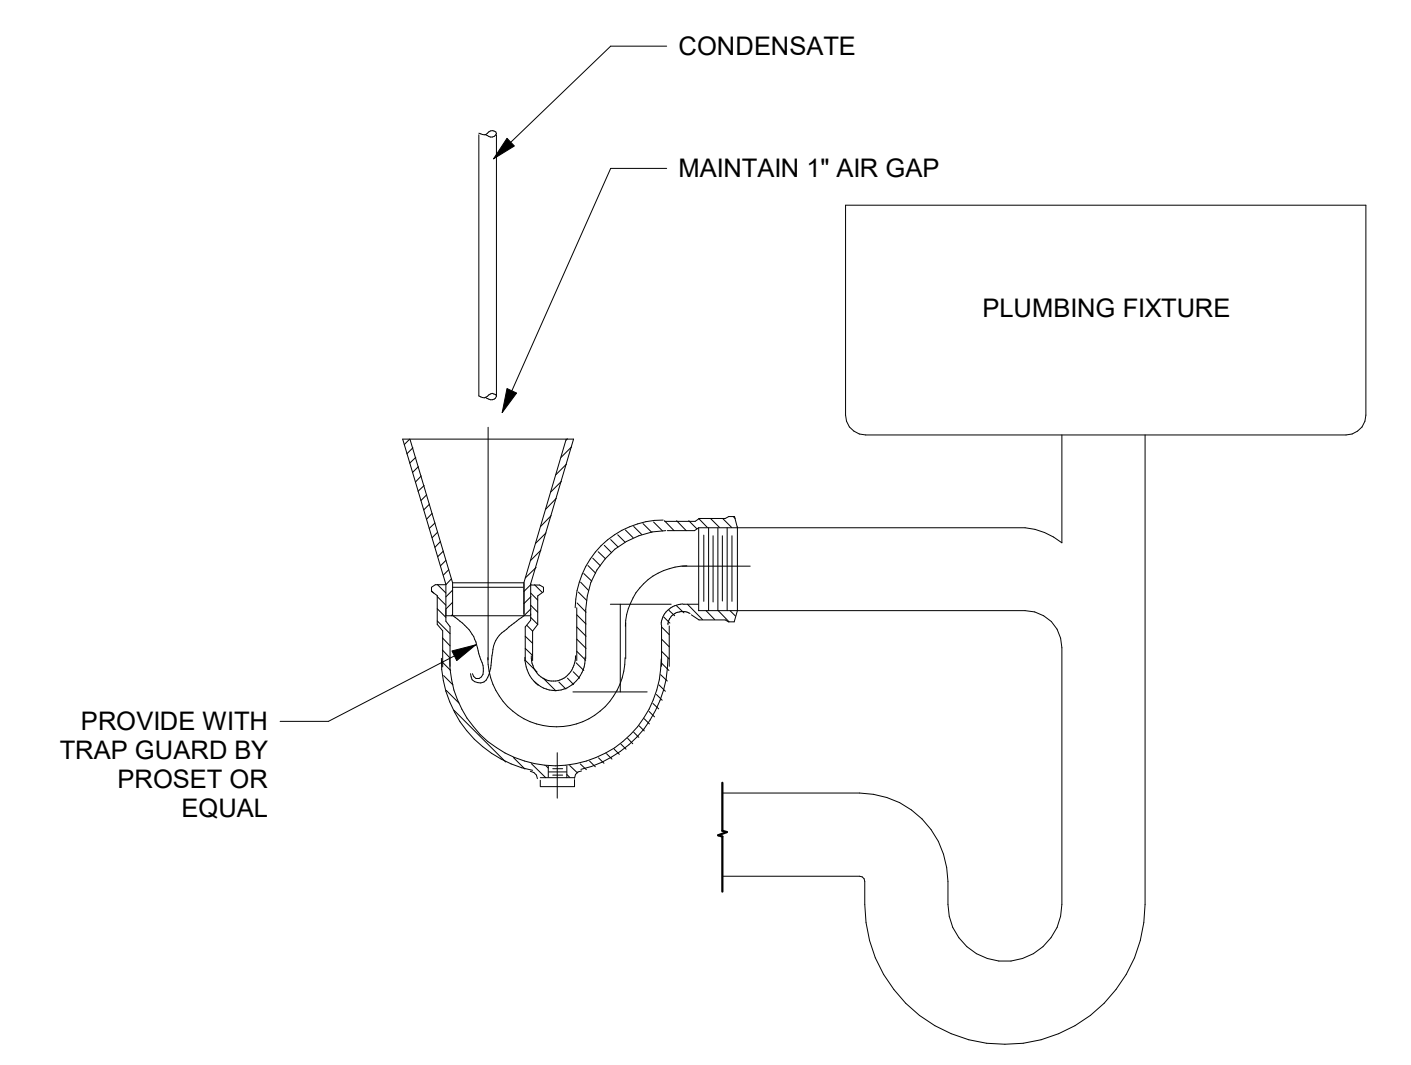 CONDENSATE
MAINTAIN 1" AIR GAP
PLUMBING FIXTURE
PROVIDE WITH
TRAP GUARD BY
PROSET OR
EQUAL